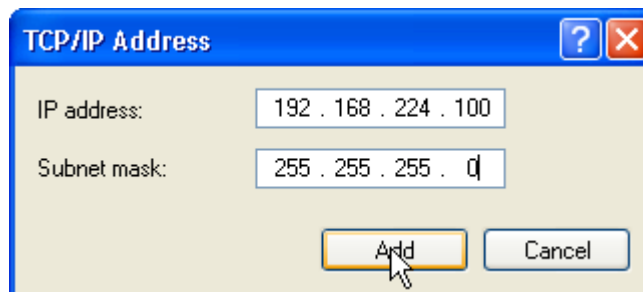 TCP/IP Address
IP address: 192 . 168 . 224 . 100
Subnet mask: 255 . 255 . 255 . 0
Add Cancel